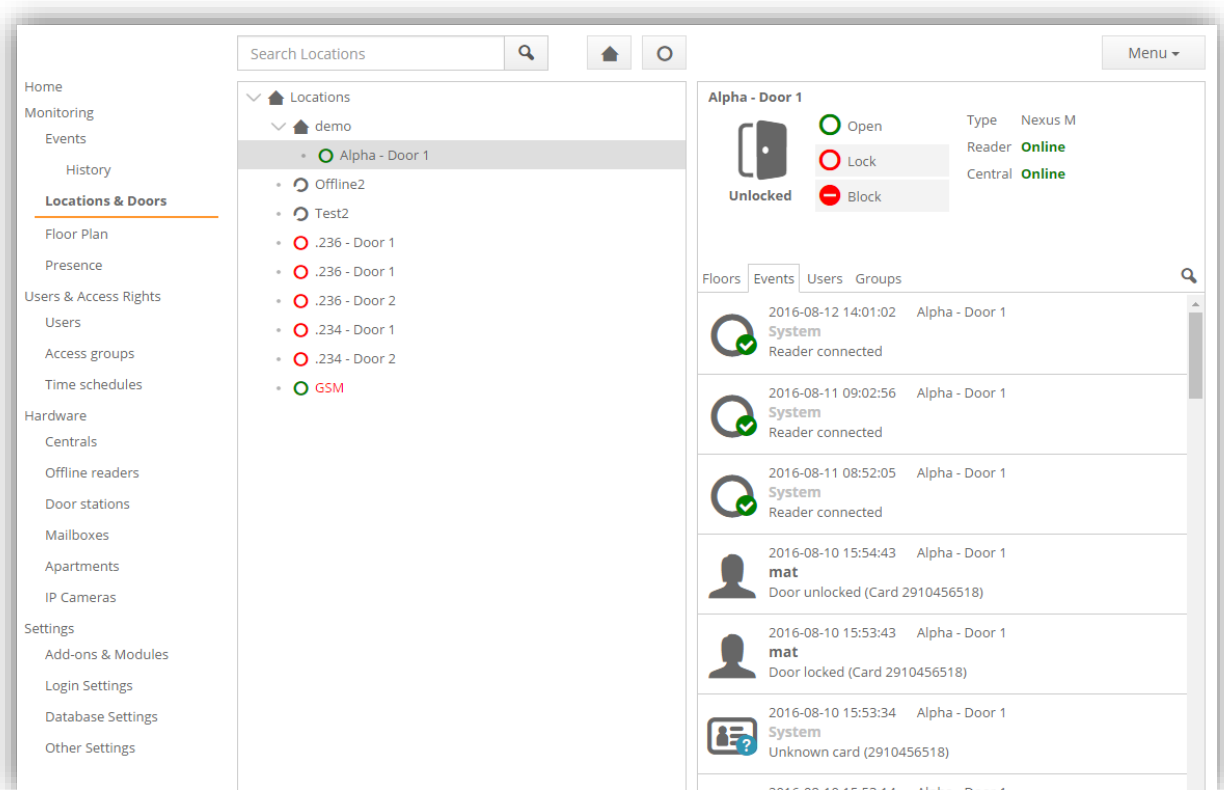 Search Locations
Menu
Home
Monitoring
Events
History
Locations & Doors
Floor Plan
Presence
Users & Access Rights
Users
Access groups
Time schedules
Hardware
Centrals
Offline readers
Door stations
Mailboxes
Apartments
IP Cameras
Settings
Add-ons & Modules
Login Settings
Database Settings
Other Settings
Locations
demo
Alpha - Door 1
Offline2
Test2
.236 - Door 1
.236 - Door 1
.236 - Door 2
.234 - Door 1
.234 - Door 2
GSM
Alpha - Door 1
Unlocked
Open
Lock
Block
Type Nexus M
Reader Online
Central Online
Floors Events Users Groups
2016-08-12 14:01:02 Alpha - Door 1
System
Reader connected
2016-08-11 09:02:56 Alpha - Door 1
System
Reader connected
2016-08-11 08:52:05 Alpha - Door 1
System
Reader connected
2016-08-10 15:54:43 Alpha - Door 1
mat
Door unlocked (Card 2910456518)
2016-08-10 15:53:43 Alpha - Door 1
mat
Door locked (Card 2910456518)
2016-08-10 15:53:34 Alpha - Door 1
System
Unknown card (2910456518)